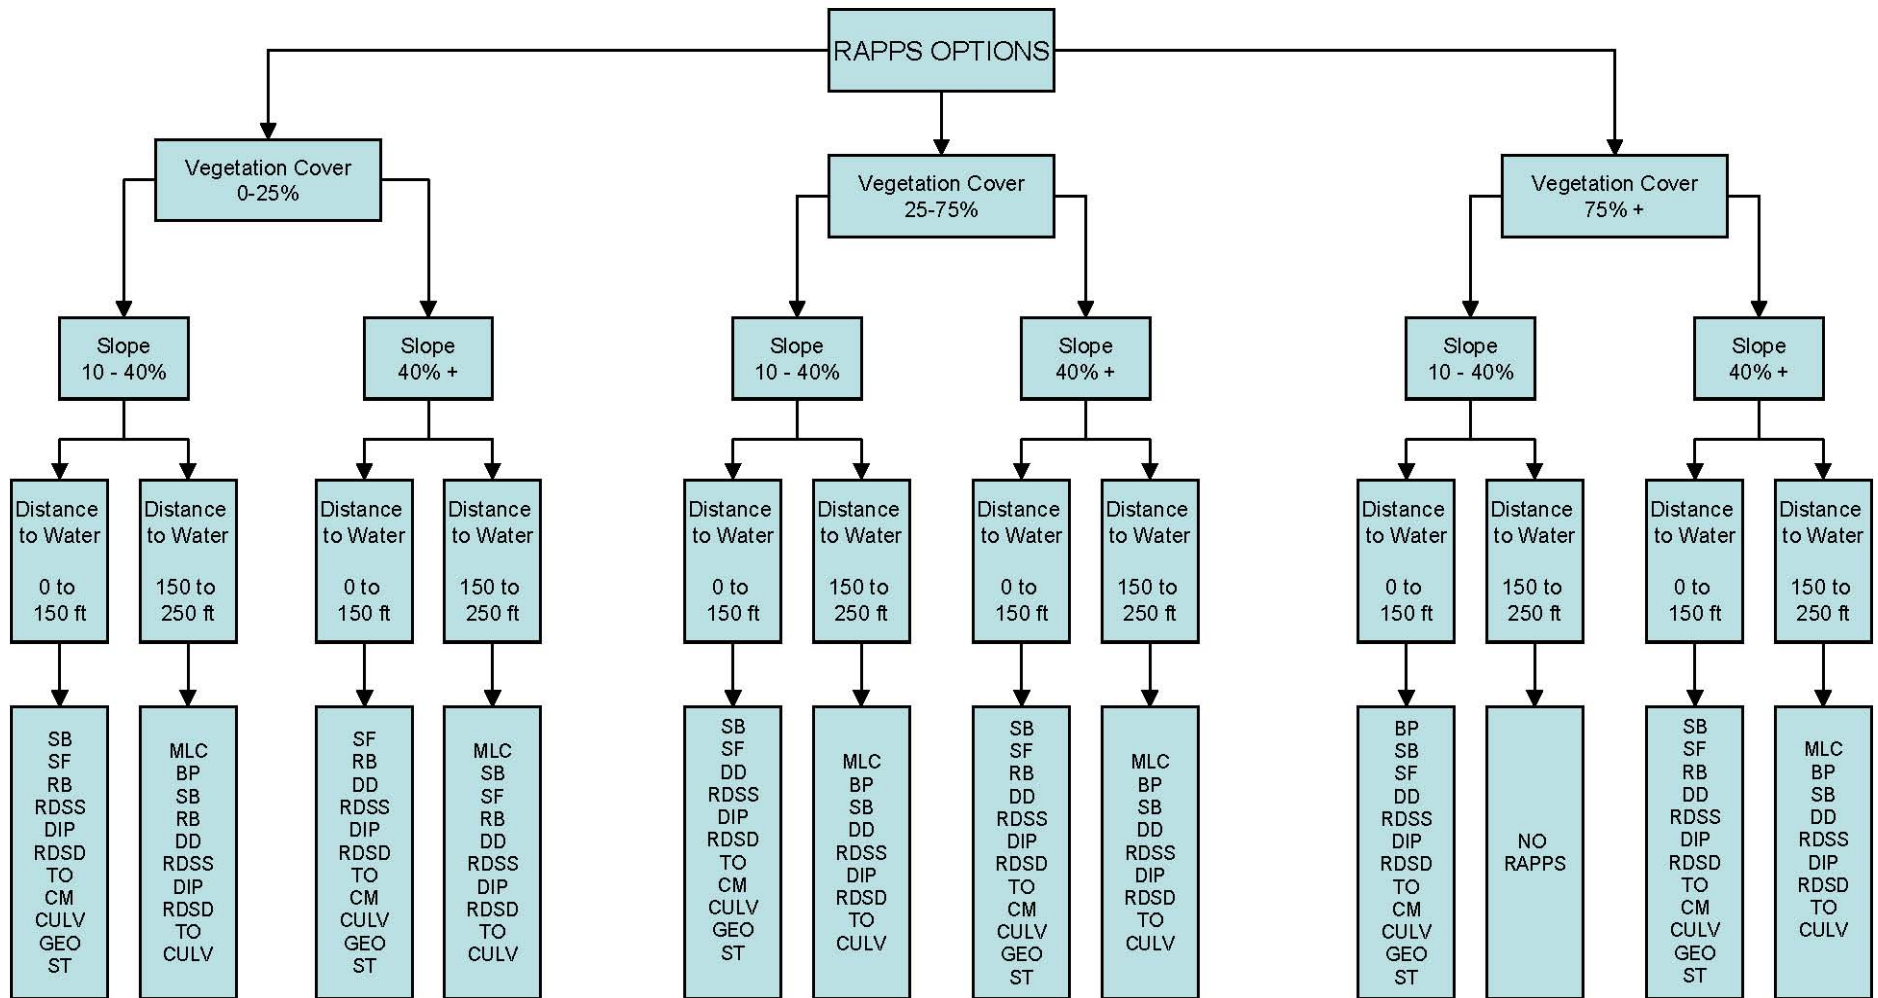 RAPPS OPTIONS
Vegetation Cover
0-25%
Vegetation Cover
25-75%
Vegetation Cover
75% +
Slope
10 - 40%
Slope
40% +
Slope
10 - 40%
Slope
40% +
Slope
10 - 40%
Slope
40% +
Distance
to Water
0 to
150 ft
Distance
to Water
150 to
250 ft
Distance
to Water
0 to
150 ft
Distance
to Water
150 to
250 ft
Distance
to Water
0 to
150 ft
Distance
to Water
150 to
250 ft
Distance
to Water
0 to
150 ft
Distance
to Water
150 to
250 ft
Distance
to Water
0 to
150 ft
Distance
to Water
150 to
250 ft
Distance
to Water
0 to
150 ft
Distance
to Water
150 to
250 ft
SB
SF
RB
RDSS
DIP
RDSD
TO
CM
CULV
GEO
ST
MLC
BP
SB
RB
DD
RDSS
DIP
RDSD
TO
CULV
SF
RB
DD
RDSS
DIP
RDSD
TO
CM
CULV
GEO
ST
MLC
SB
SF
RB
DD
RDSS
DIP
RDSD
TO
CULV
SB
SF
DD
RDSS
DIP
RDSD
TO
CM
CULV
GEO
ST
MLC
BP
SB
DD
RDSS
DIP
RDSD
TO
CULV
SB
SF
RB
DD
RDSS
DIP
RDSD
TO
CM
CULV
GEO
ST
MLC
BP
SB
DD
RDSS
DIP
RDSD
TO
CULV
BP
SB
SF
DD
RDSS
DIP
RDSD
TO
CM
CULV
GEO
ST
NO
RAPPS
SB
SF
RB
DD
RDSS
DIP
RDSD
TO
CM
CULV
GEO
ST
MLC
BP
SB
DD
RDSS
DIP
RDSD
TO
CULV